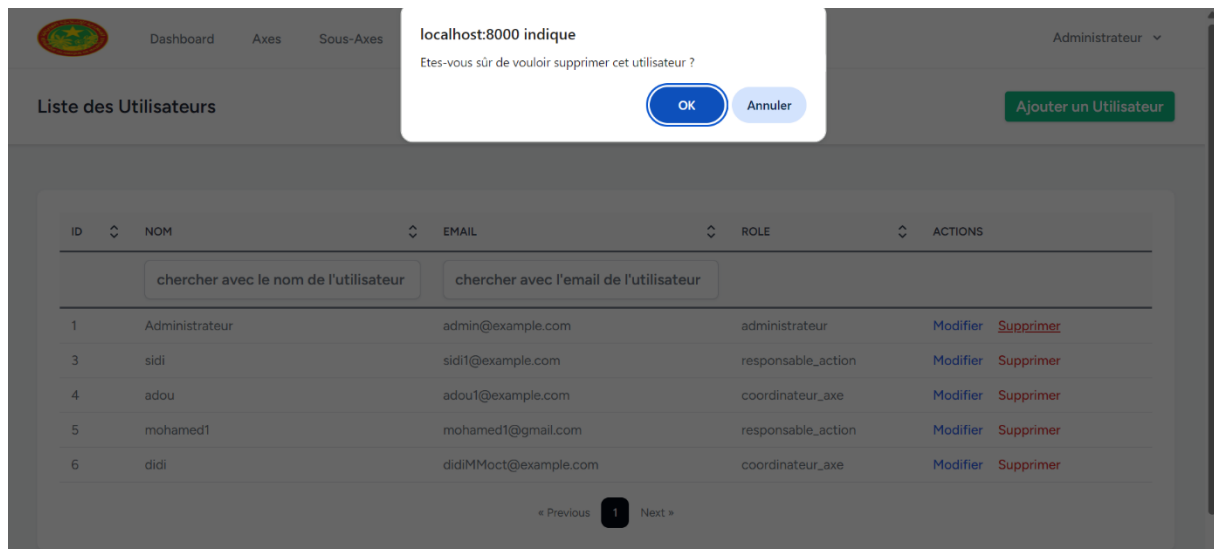 Dashboard Axes Sous-Axes
localhost:8000 indique
Etes-vous sûr de vouloir supprimer cet utilisateur ?
OK Annuler
Administrateur
Liste des Utilisateurs
Ajouter un Utilisateur
ID NOM EMAIL ROLE ACTIONS
chercher avec le nom de l'utilisateur chercher avec l'email de l'utilisateur
1 Administrateur admin@example.com administrateur Modifier Supprimer
3 sidi sidi1@example.com responsable_action Modifier Supprimer
4 adou adou1@example.com coordinateur_axe Modifier Supprimer
5 mohamed1 mohamed1@gmail.com responsable_action Modifier Supprimer
6 didi didiMMoct@example.com coordinateur_axe Modifier Supprimer
« Previous 1 Next »